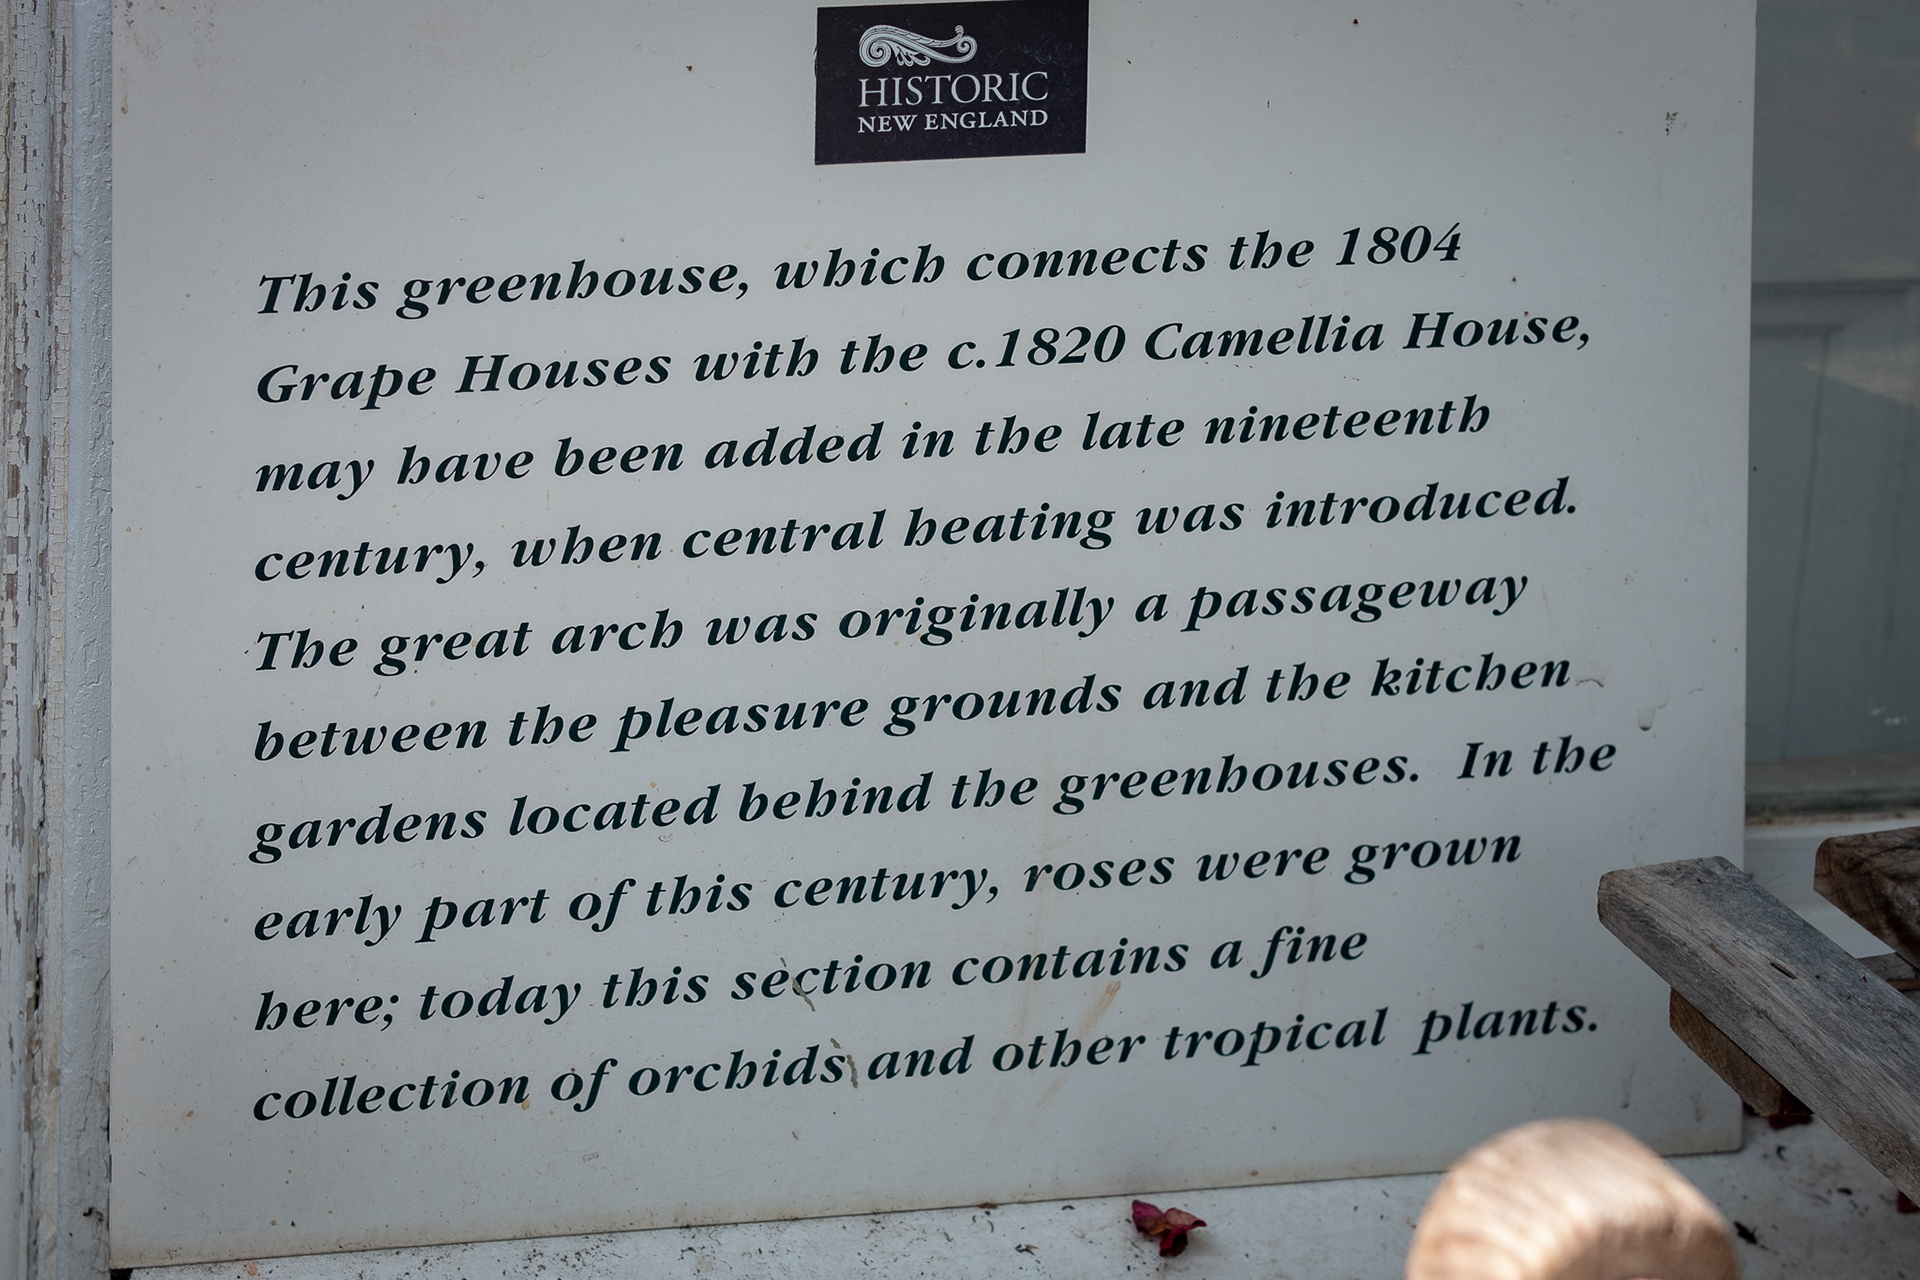 HISTORIC
NEW ENGLAND
This greenhouse, which connects the 1804
Grape Houses with the c.1820 Camellia House,
may have been added in the late nineteenth
century, when central heating was introduced.
The great arch was originally a passageway
between the pleasure grounds and the kitchen
gardens located behind the greenhouses.  In the
early part of this century, roses were grown
here; today this section contains a fine
collection of orchids and other tropical  plants.